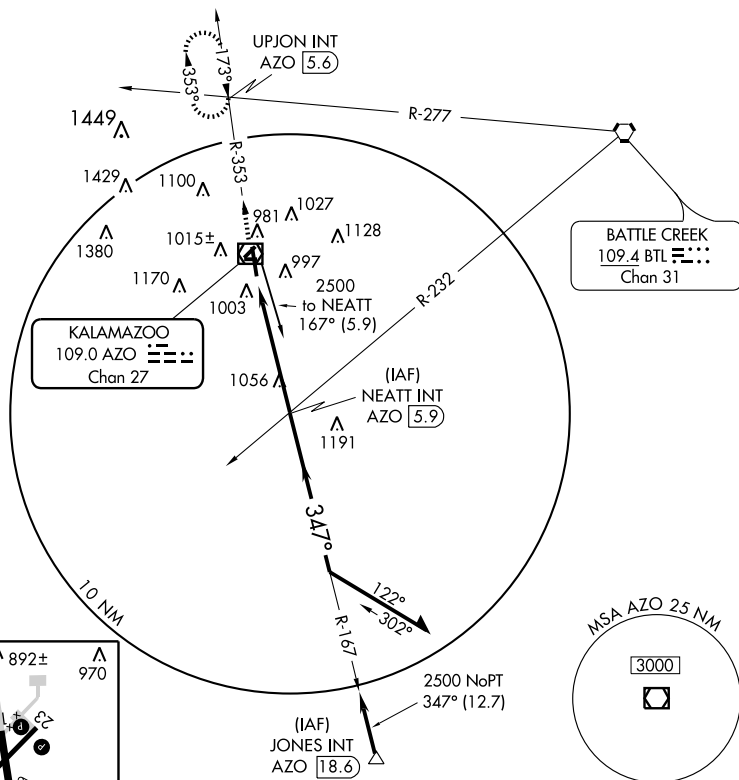 UPJON INT
AZO 5.6
173°
353°
R-277
1449
R-353
1429
1100
981
1027
1380
1015±
1128
997
1170
2500
to NEATT
167° (5.9)
1003
R-232
BATTLE CREEK
109.4 BTL
Chan 31
KALAMAZOO
109.0 AZO
Chan 27
1056
(IAF)
NEATT INT
AZO 5.9
1191
347°
10 NM
122°
302°
R-167
MSA AZO 25 NM
3000
2500 NoPT
347° (12.7)
(IAF)
JONES INT
AZO 18.6
892±
970
23
P
P